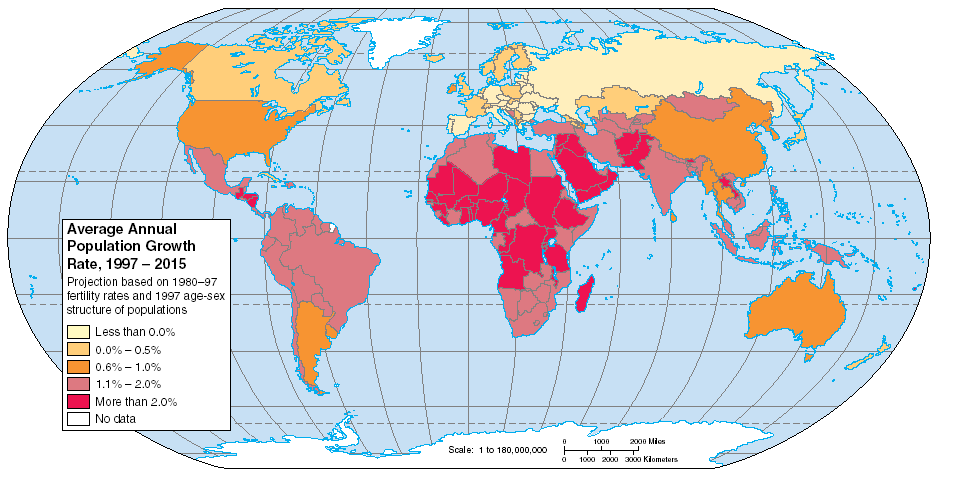 Average Annual
Population Growth
Rate, 1997 – 2015
Projection based on 1980–97
fertility rates and 1997 age-sex
structure of populations
Less than 0.0%
0.0% – 0.5%
0.6% – 1.0%
1.1% – 2.0%
More than 2.0%
No data
Scale: 1 to 180,000,000
0 1000 2000 Miles
0 1000 2000 3000 Kilometers